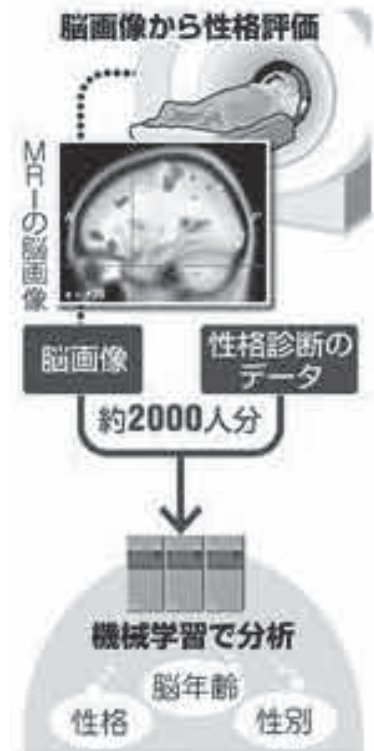 脳画像から性格評価
MRIの脳画像
脳画像
性格診断の
データ
約2000人分
機械学習で分析
脳年齢
性格
性別